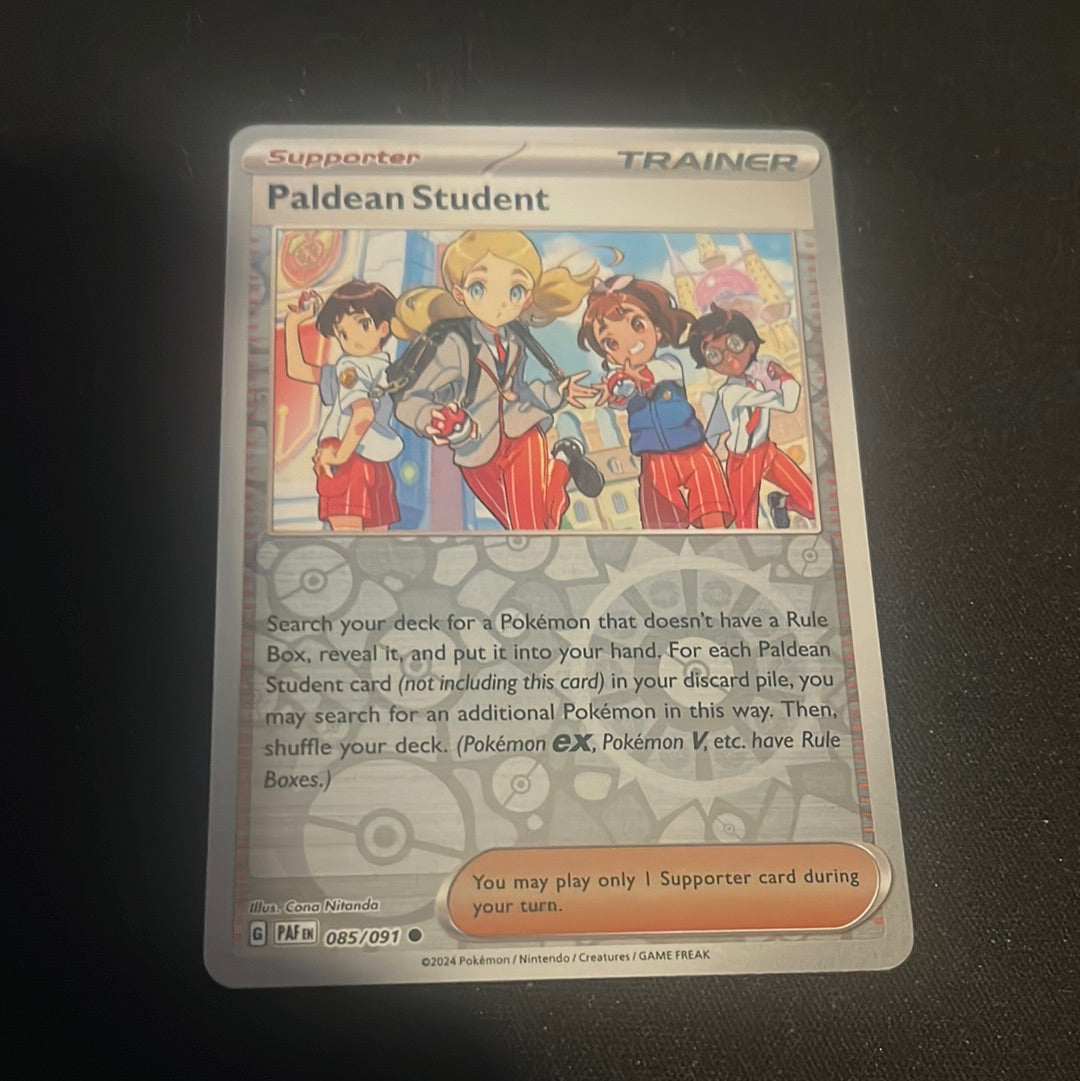 Supporter
TRAINER
Paldean Student
Search your deck for a Pokémon that doesn't have a Rule
Box, reveal it, and put it into your hand. For each Paldean
Student card (not including this card) in your discard pile, you
may search for an additional Pokémon in this way. Then,
shuffle your deck. (Pokémon ex, Pokémon V, etc. have Rule
Boxes.)
You may play only 1 Supporter card during
your turn.
Illus. Cona Nitanda
G PAF EN 085/091
©2024 Pokémon / Nintendo / Creatures / GAME FREAK